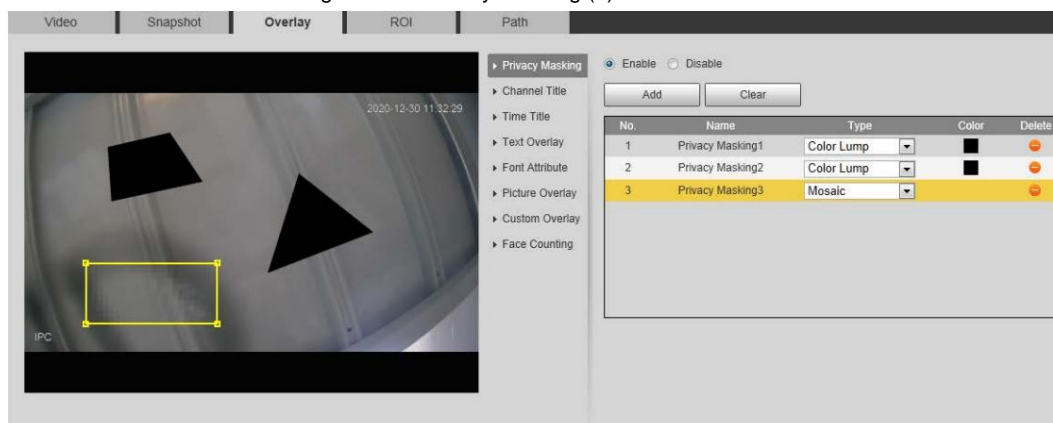 Video Snapshot Overlay ROI Path
2020-12-30 11:32:29
IPC
Privacy Masking
Channel Title
Time Title
Text Overlay
Font Attribute
Picture Overlay
Custom Overlay
Face Counting
Enable Disable
Add Clear
No. Name Type Color Delete
1 Privacy Masking1 Color Lump
2 Privacy Masking2 Color Lump
3 Privacy Masking3 Mosaic